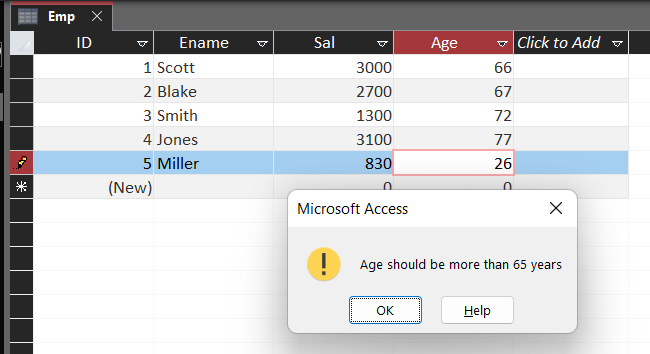 Emp
ID Ename Sal Age Click to Add
1 Scott 3000 66
2 Blake 2700 67
3 Smith 1300 72
4 Jones 3100 77
5 Miller 830 26
(New) 0 0
Microsoft Access
Age should be more than 65 years
OK Help